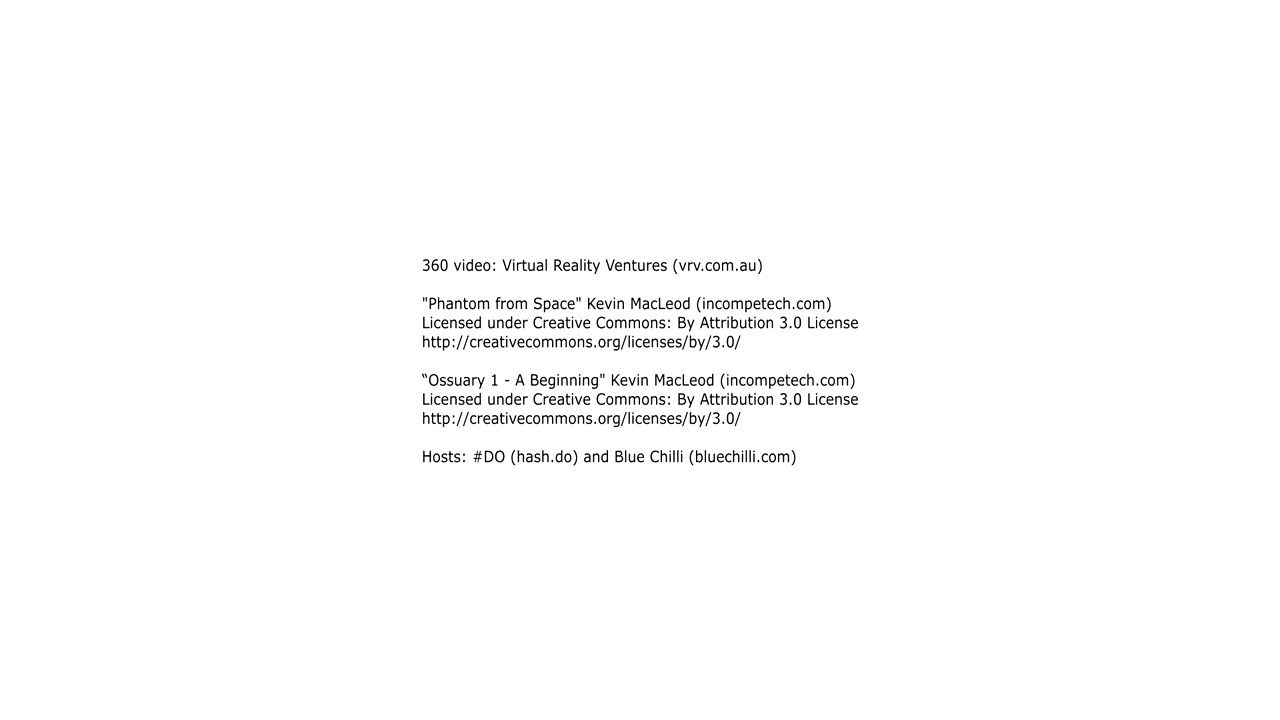 360 video: Virtual Reality Ventures (vrv.com.au)
"Phantom from Space" Kevin MacLeod (incompetech.com)
Licensed under Creative Commons: By Attribution 3.0 License
http://creativecommons.org/licenses/by/3.0/
“Ossuary 1 - A Beginning" Kevin MacLeod (incompetech.com)
Licensed under Creative Commons: By Attribution 3.0 License
http://creativecommons.org/licenses/by/3.0/
Hosts: #DO (hash.do) and Blue Chilli (bluechilli.com)